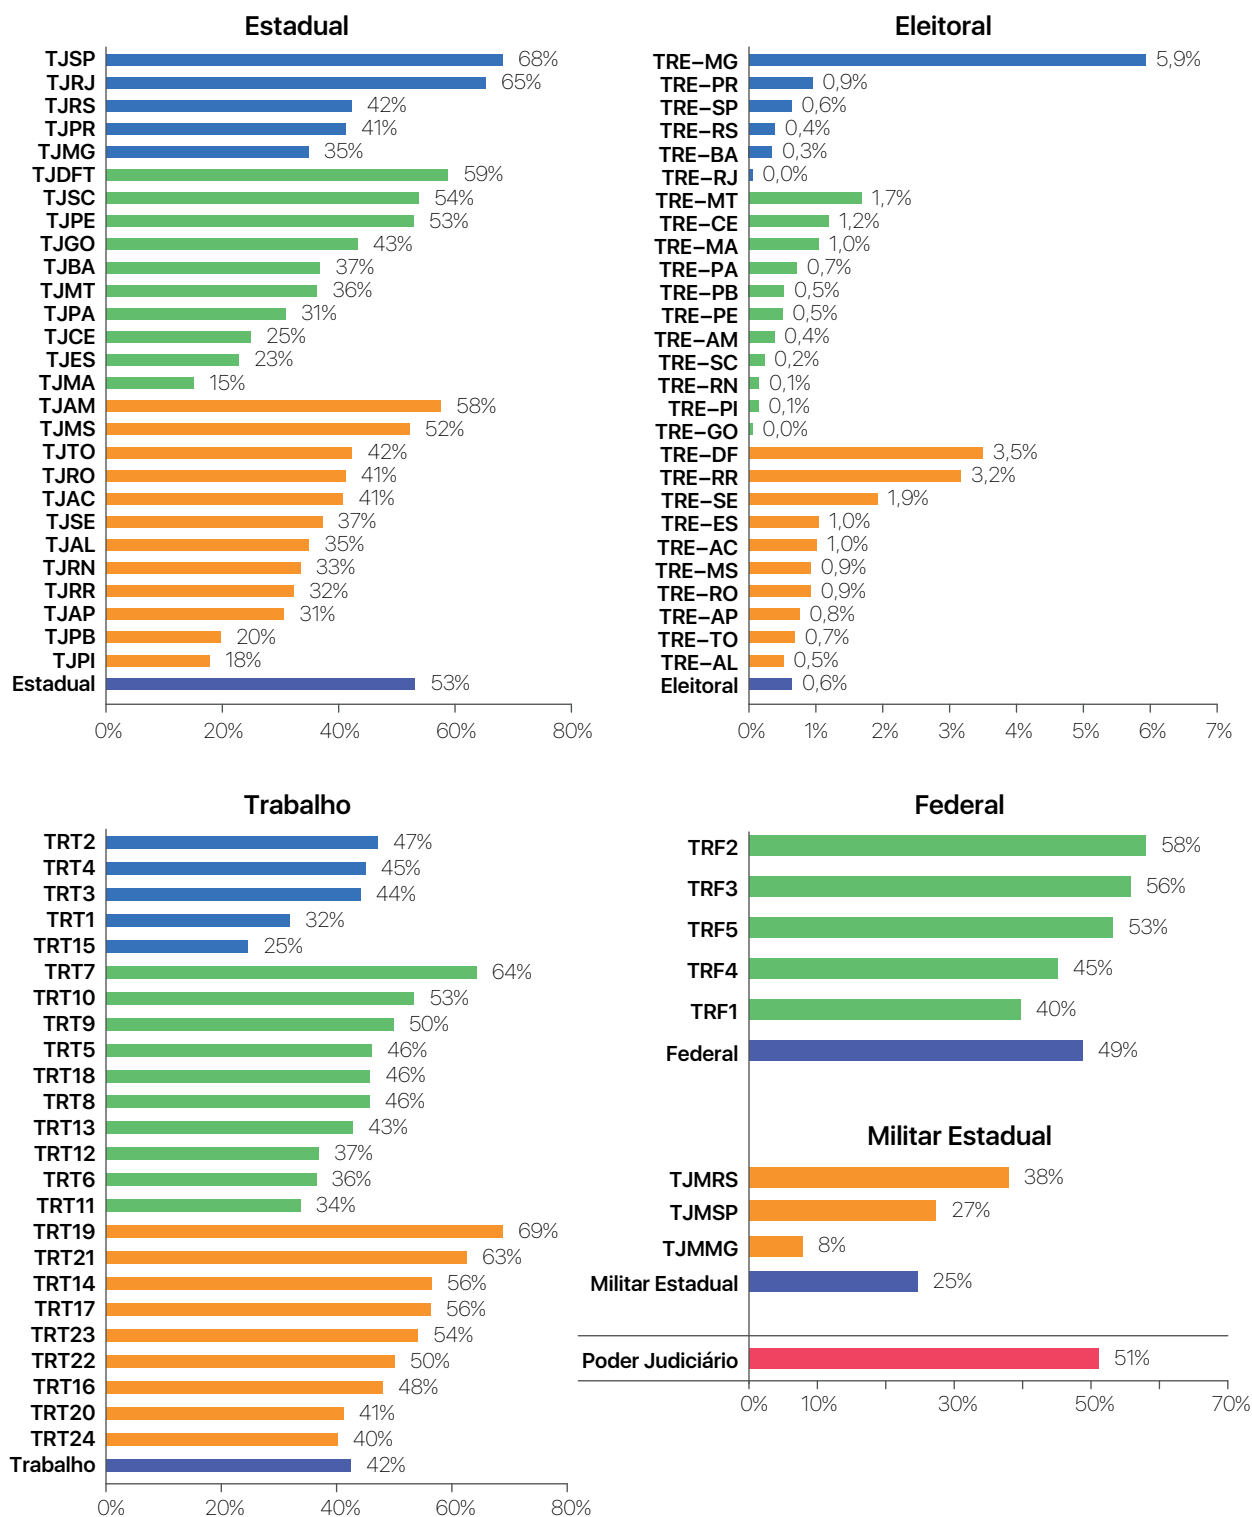 Estadual
TJSP 68%
TJRJ 65%
TJRS 42%
TJPR 41%
TJMG 35%
TJDFT 59%
TJSC 54%
TJPE 53%
TJGO 43%
TJBA 37%
TJMT 36%
TJPA 31%
TJCE 25%
TJES 23%
TJMA 15%
TJAM 58%
TJMS 52%
TJTO 42%
TJRO 41%
TJAC 41%
TJSE 37%
TJAL 35%
TJRN 33%
TJRR 32%
TJAP 31%
TJPB 20%
TJPI 18%
Estadual 53%
0% 20% 40% 60% 80%
Eleitoral
TRE–MG 5,9%
TRE–PR 0,9%
TRE–SP 0,6%
TRE–RS 0,4%
TRE–BA 0,3%
TRE–RJ 0,0%
TRE–MT 1,7%
TRE–CE 1,2%
TRE–MA 1,0%
TRE–PA 0,7%
TRE–PB 0,5%
TRE–PE 0,5%
TRE–AM 0,4%
TRE–SC 0,2%
TRE–RN 0,1%
TRE–PI 0,1%
TRE–GO 0,0%
TRE–DF 3,5%
TRE–RR 3,2%
TRE–SE 1,9%
TRE–ES 1,0%
TRE–AC 1,0%
TRE–MS 0,9%
TRE–RO 0,9%
TRE–AP 0,8%
TRE–TO 0,7%
TRE–AL 0,5%
Eleitoral 0,6%
0% 1% 2% 3% 4% 5% 6% 7%
Trabalho
TRT2 47%
TRT4 45%
TRT3 44%
TRT1 32%
TRT15 25%
TRT7 64%
TRT10 53%
TRT9 50%
TRT5 46%
TRT18 46%
TRT8 46%
TRT13 43%
TRT12 37%
TRT6 36%
TRT11 34%
TRT19 69%
TRT21 63%
TRT14 56%
TRT17 56%
TRT23 54%
TRT22 50%
TRT16 48%
TRT20 41%
TRT24 40%
Trabalho 42%
0% 20% 40% 60% 80%
Federal
TRF2 58%
TRF3 56%
TRF5 53%
TRF4 45%
TRF1 40%
Federal 49%
Militar Estadual
TJMRS 38%
TJMSP 27%
TJMMG 8%
Militar Estadual 25%
Poder Judiciário 51%
0% 10% 30% 50% 70%